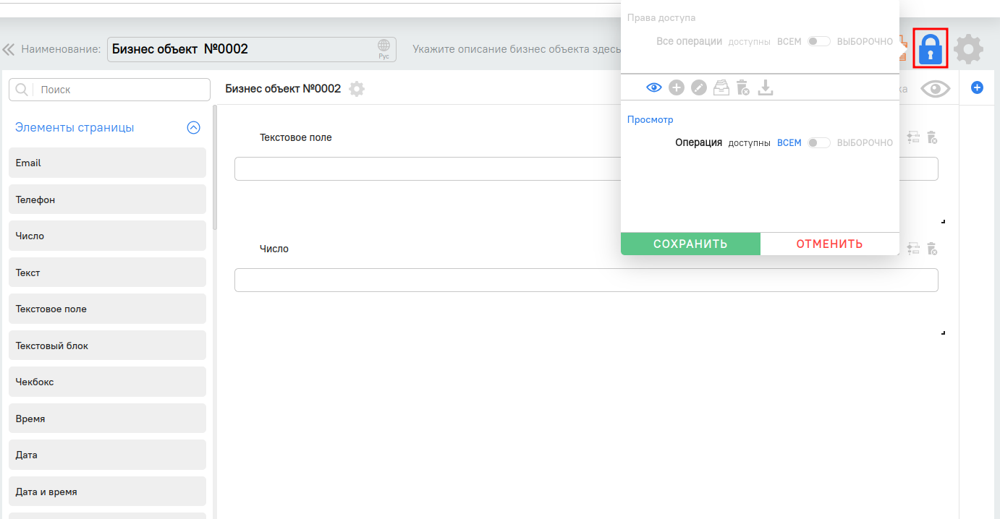 Права доступа
Все операции доступны ВСЕМ ВЫБОРОЧНО
Наименование: Бизнес объект №0002 Рус
Укажите описание бизнес объекта здесь
Поиск
Бизнес объект №0002
Элементы страницы
Просмотр
Операция доступны ВСЕМ ВЫБОРОЧНО
Текстовое поле
Email
Телефон
Число
Текст
Текстовое поле
Текстовый блок
Чекбокс
Время
Дата
Дата и время
СОХРАНИТЬ ОТМЕНИТЬ
Число